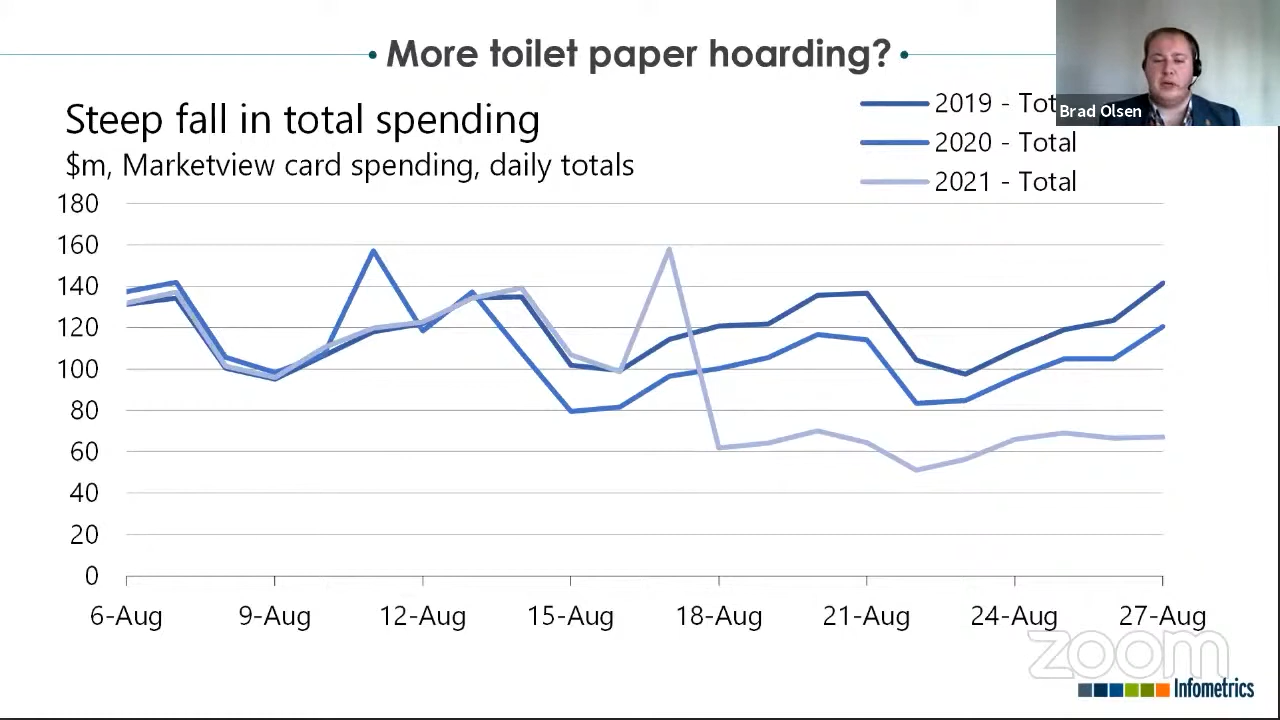 More toilet paper hoarding?
Brad Olsen
Steep fall in total spending
$m, Marketview card spending, daily totals
2019 - Tot
2020 - Total
2021 - Total
180
160
140
120
100
80
60
40
20
0
6-Aug 9-Aug 12-Aug 15-Aug 18-Aug 21-Aug 24-Aug 27-Aug
zoom
Infometrics